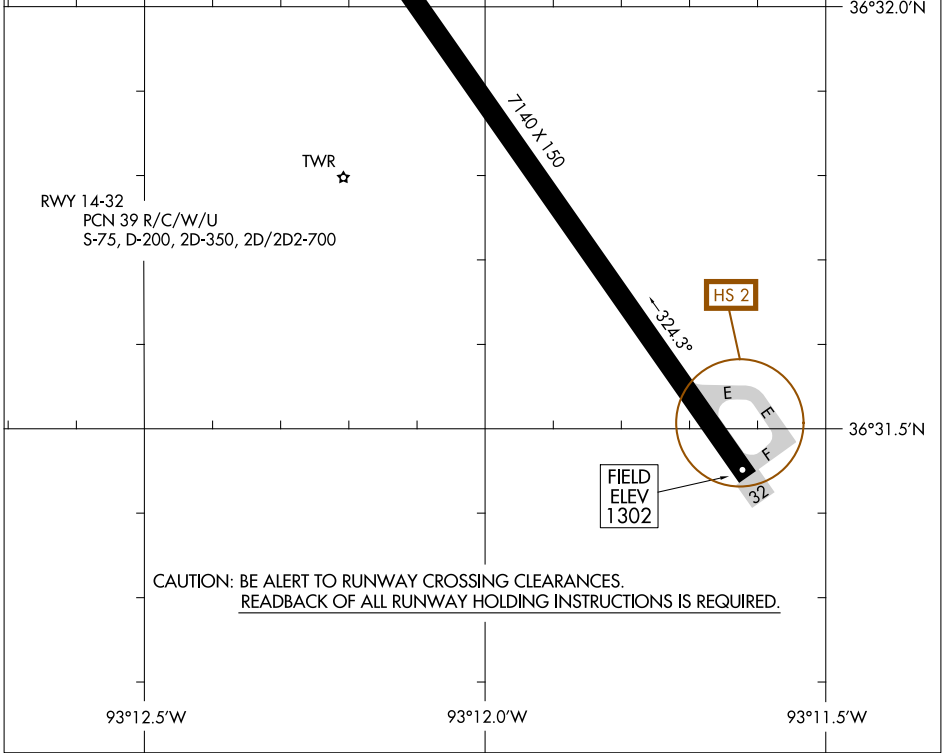 36°32.0'N
7140 X 150
TWR
RWY 14-32
PCN 39 R/C/W/U
S-75, D-200, 2D-350, 2D/2D2-700
HS 2
324.3°
E
E
36°31.5'N
F
FIELD
ELEV
1302
32
CAUTION: BE ALERT TO RUNWAY CROSSING CLEARANCES.
READBACK OF ALL RUNWAY HOLDING INSTRUCTIONS IS REQUIRED.
93°12.5'W
93°12.0'W
93°11.5'W